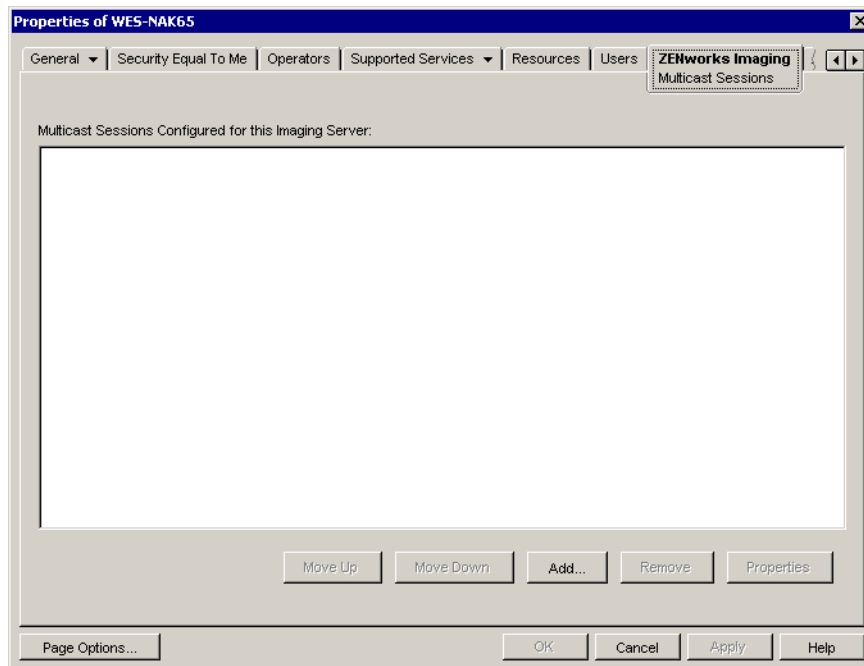 Properties of WES-NAK65
General Security Equal To Me Operators Supported Services Resources Users ZENworks Imaging
Multicast Sessions
Multicast Sessions Configured for this Imaging Server:
Move Up Move Down Add... Remove Properties
Page Options... OK Cancel Apply Help